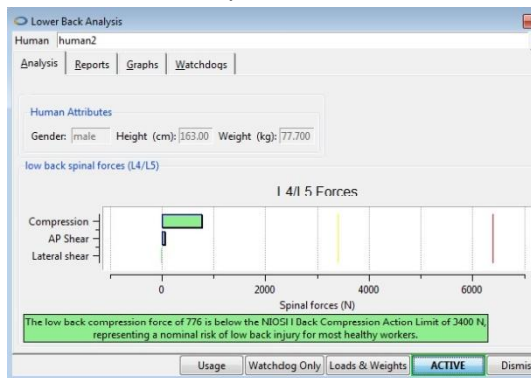 Lower Back Analysis
Human human2
Analysis Reports Graphs Watchdogs
Human Attributes
Gender: male Height (cm): 163.00 Weight (kg): 77.700
low back spinal forces (L4/L5)
L4/L5 Forces
Compression
AP Shear
Lateral shear
0 2000 4000 6000
Spinal forces (N)
The low back compression force of 776 is below the NIOSH Back Compression Action Limit of 3400 N,
representing a nominal risk of low back injury for most healthy workers.
Usage Watchdog Only Loads & Weights ACTIVE Dismis